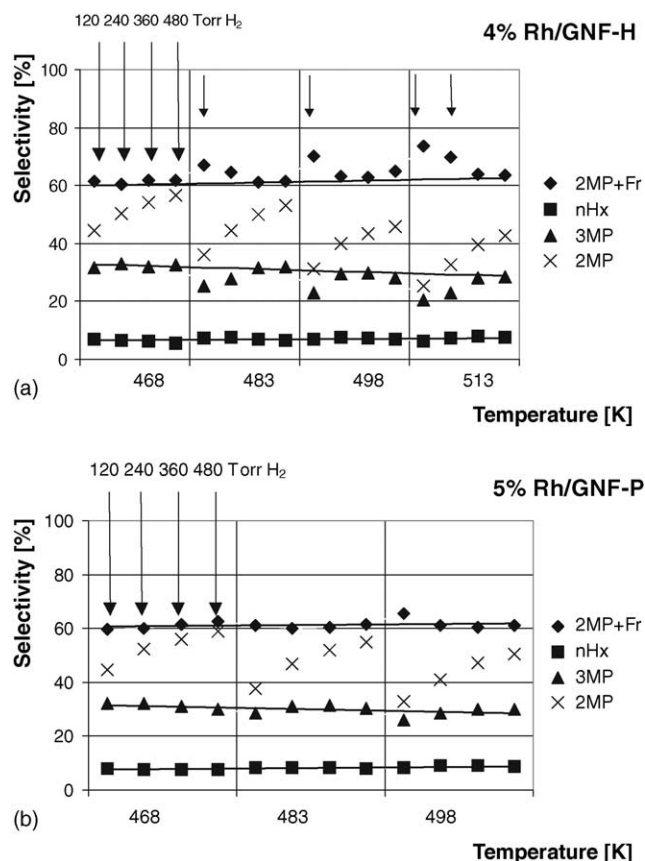 120 240 360 480 Torr H₂
4% Rh/GNF-H
Selectivity [%]
100
80
60
40
20
0
468 483 498 513
Temperature [K]
2MP+Fr
nHx
3MP
2MP
(a)
120 240 360 480 Torr H₂
5% Rh/GNF-P
Selectivity [%]
100
80
60
40
20
0
468 483 498
Temperature [K]
2MP+Fr
nHx
3MP
2MP
(b)